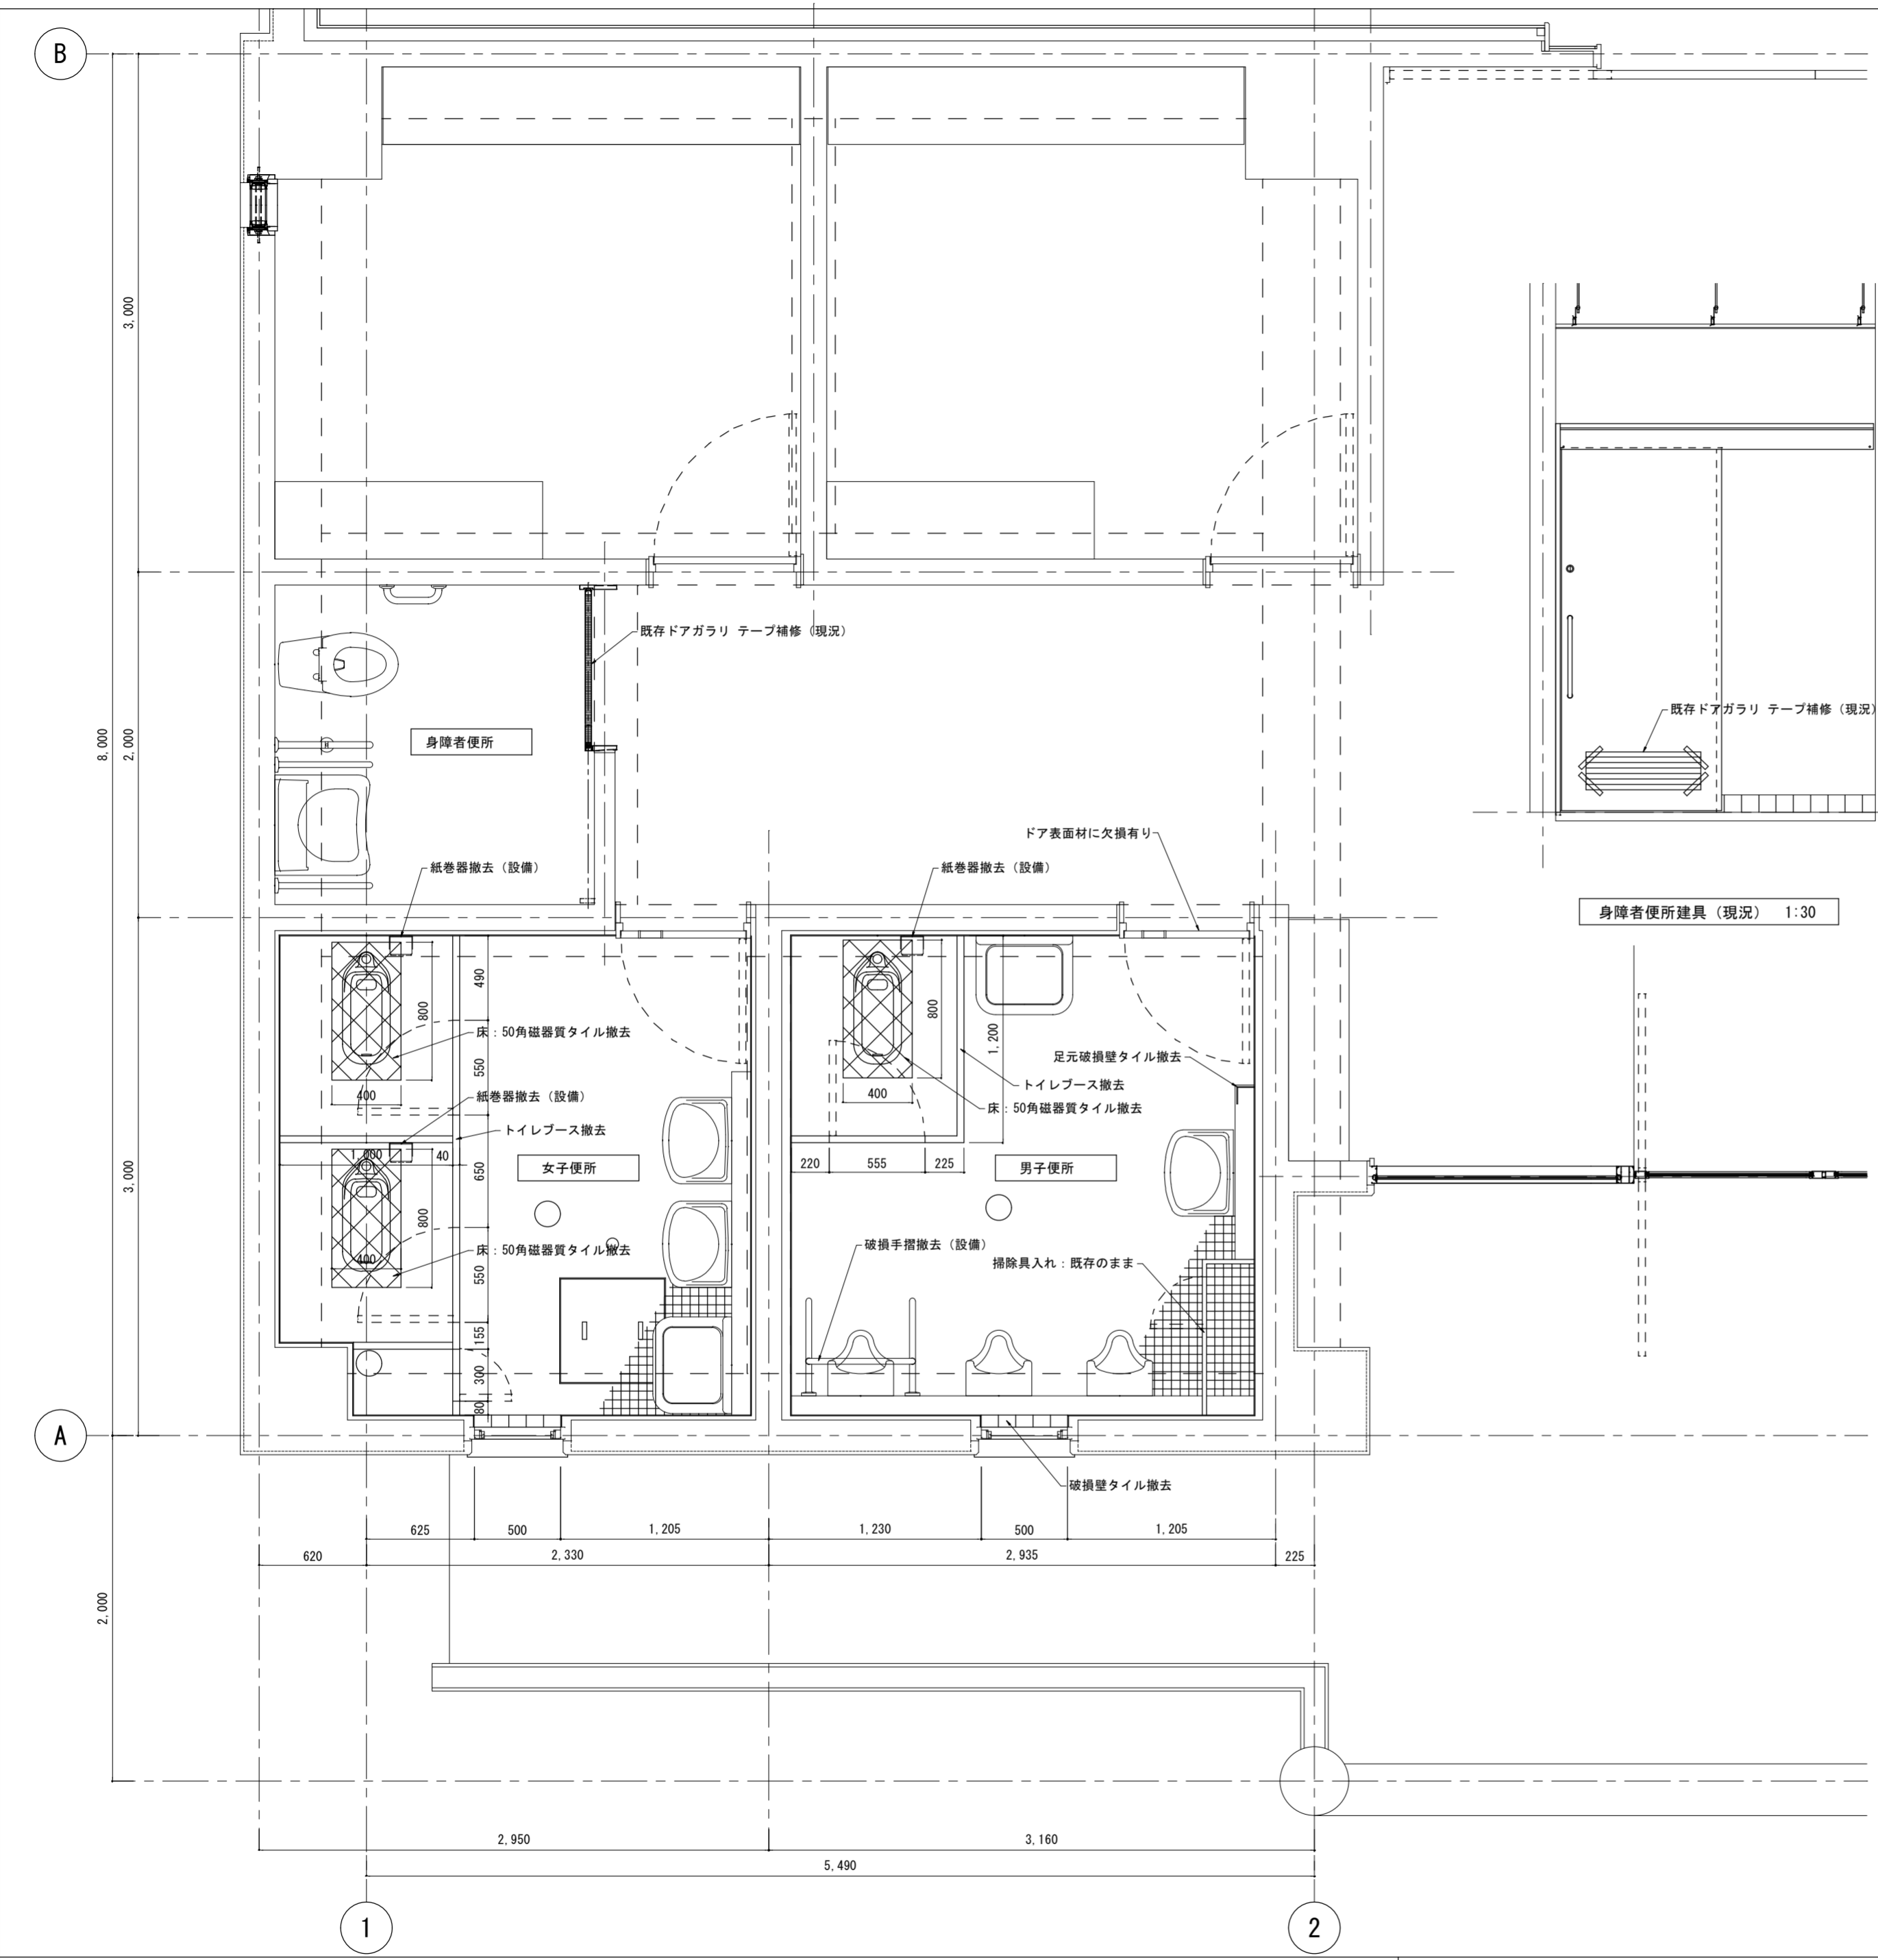 B
3,000
既存ドアガラリ テープ補修（現況）
既存ドアガラリ テープ補修（現況）
8,000
2,000
身障者便所
ドア表面材に欠損有り
紙巻器撤去（設備）
紙巻器撤去（設備）
身障者便所建具（現況） 1:30
490
800
800
床：50角磁器質タイル撤去
1,200
足元破損壁タイル撤去
550
トイレブース撤去
400
400
紙巻器撤去（設備）
床：50角磁器質タイル撤去
トイレブース撤去
1,000
40
3,000
650
女子便所
220
555
225
男子便所
800
破損手摺撤去（設備）
床：50角磁器質タイル撤去
400
掃除具入れ：既存のまま
550
155
300
80
A
破損壁タイル撤去
625
500
1,205
1,230
500
1,205
620
2,330
2,935
225
2,000
2,950
3,160
5,490
1
2